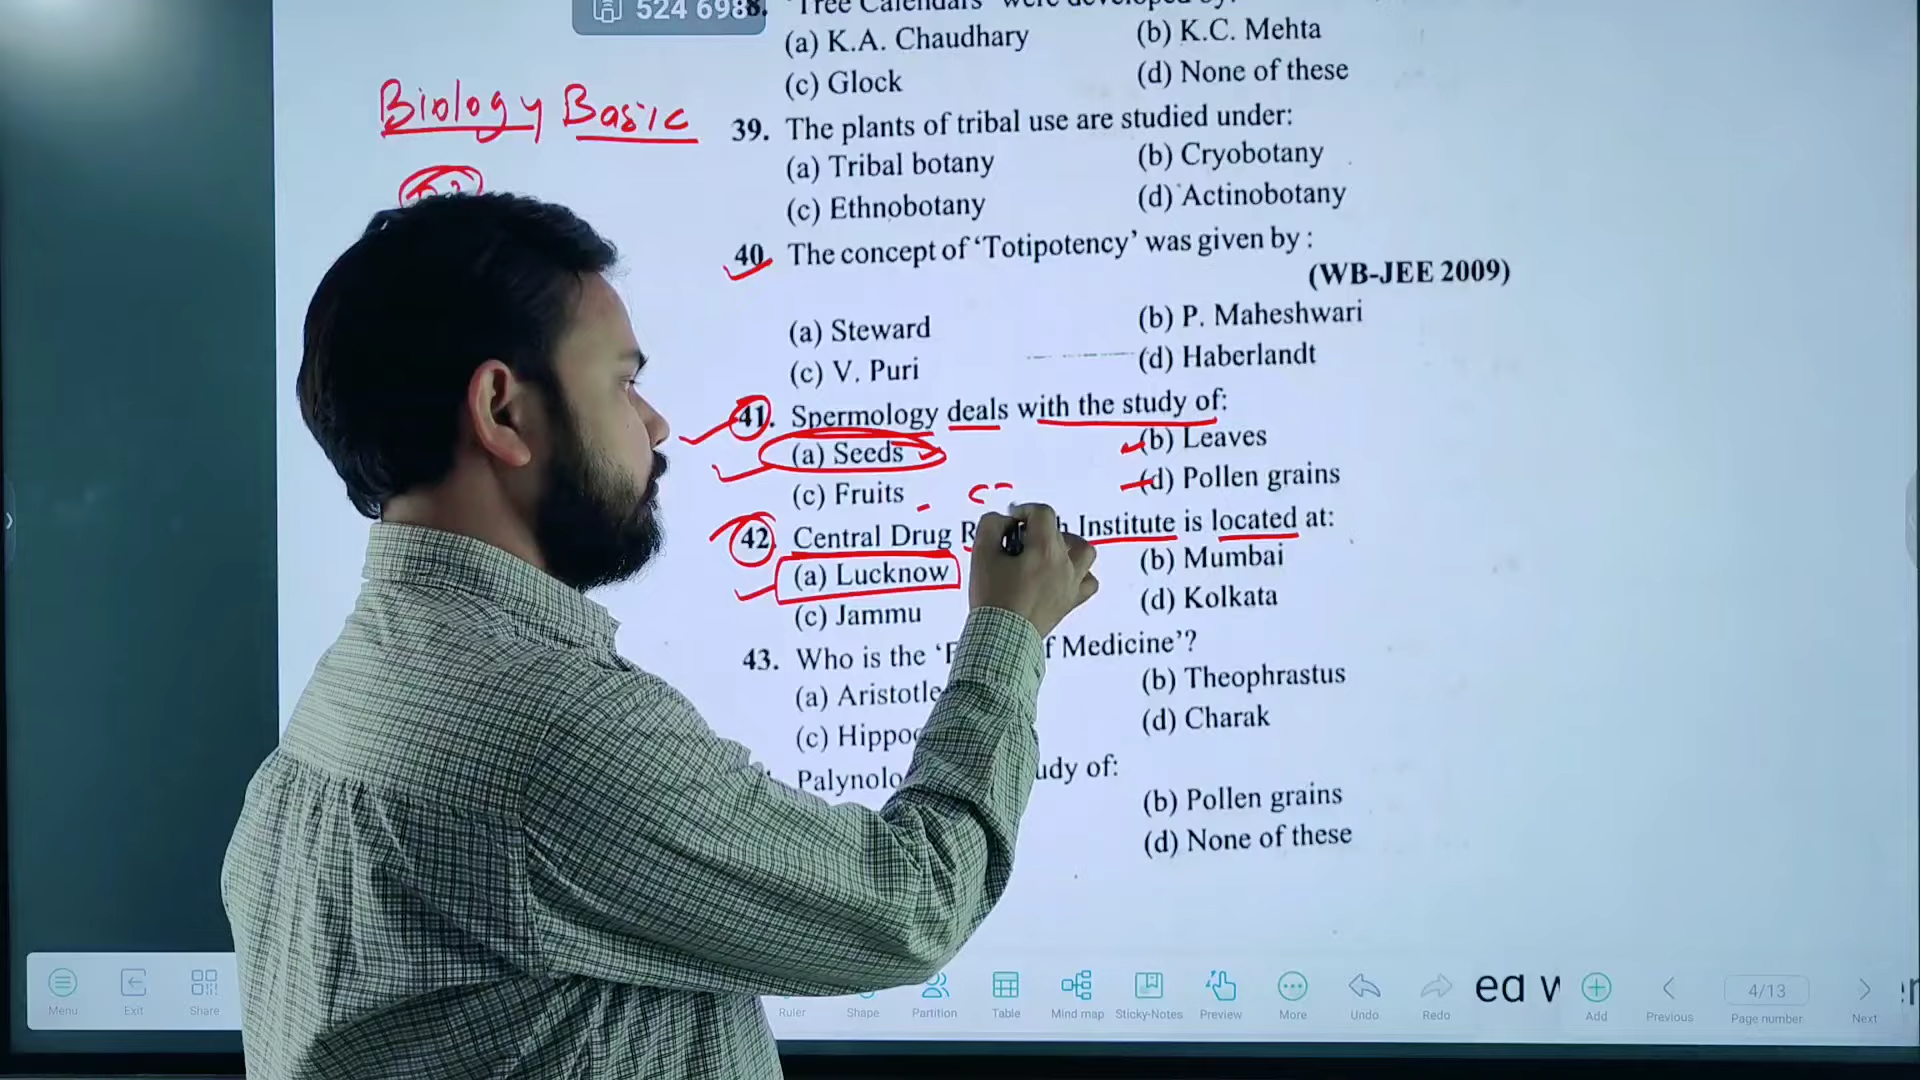 524 698
8. 'Tree Calendars' were developed by:
(a) K.A. Chaudhary (b) K.C. Mehta
(c) Glock (d) None of these
Biology Basic
39. The plants of tribal use are studied under:
(a) Tribal botany (b) Cryobotany
(c) Ethnobotany (d) Actinobotany
40. The concept of 'Totipotency' was given by :
(WB-JEE 2009)
(a) Steward (b) P. Maheshwari
(c) V. Puri (d) Haberlandt
41. Spermology deals with the study of:
(a) Seeds (b) Leaves
(c) Fruits (d) Pollen grains
42. Central Drug Institute is located at:
(a) Lucknow (b) Mumbai
(c) Jammu (d) Kolkata
43. Who is the Medicine'?
(a) Aristotle (b) Theophrastus
(c) (d) Charak
of:
(b) Pollen grains
(d) None of these
Menu Exit Share Ruler Shape Partition Table Mind map Sticky-Notes Preview More Undo Redo ed w Add Previous 4/13 Page number Next